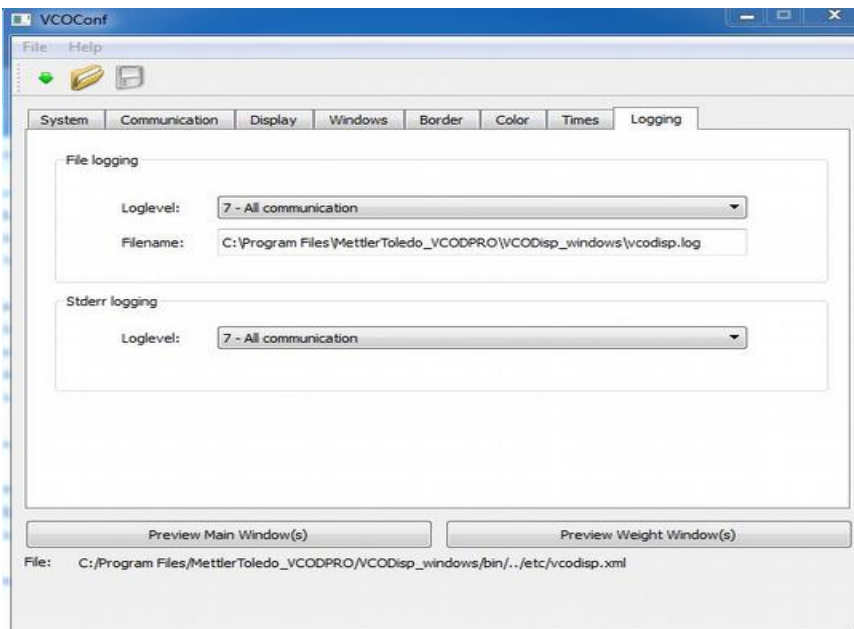 VCOConf
File Help
System Communication Display Windows Border Color Times Logging
File logging
Loglevel: 7 - All communication
Filename: C:\Program Files\MettlerToledo_VCODPRO\VCODisp_windows\vcodisp.log
Stderr logging
Loglevel: 7 - All communication
Preview Main Window(s) Preview Weight Window(s)
File: C:/Program Files/MettlerToledo_VCODPRO/VCODisp_windows/bin/../etc/vcodisp.xml